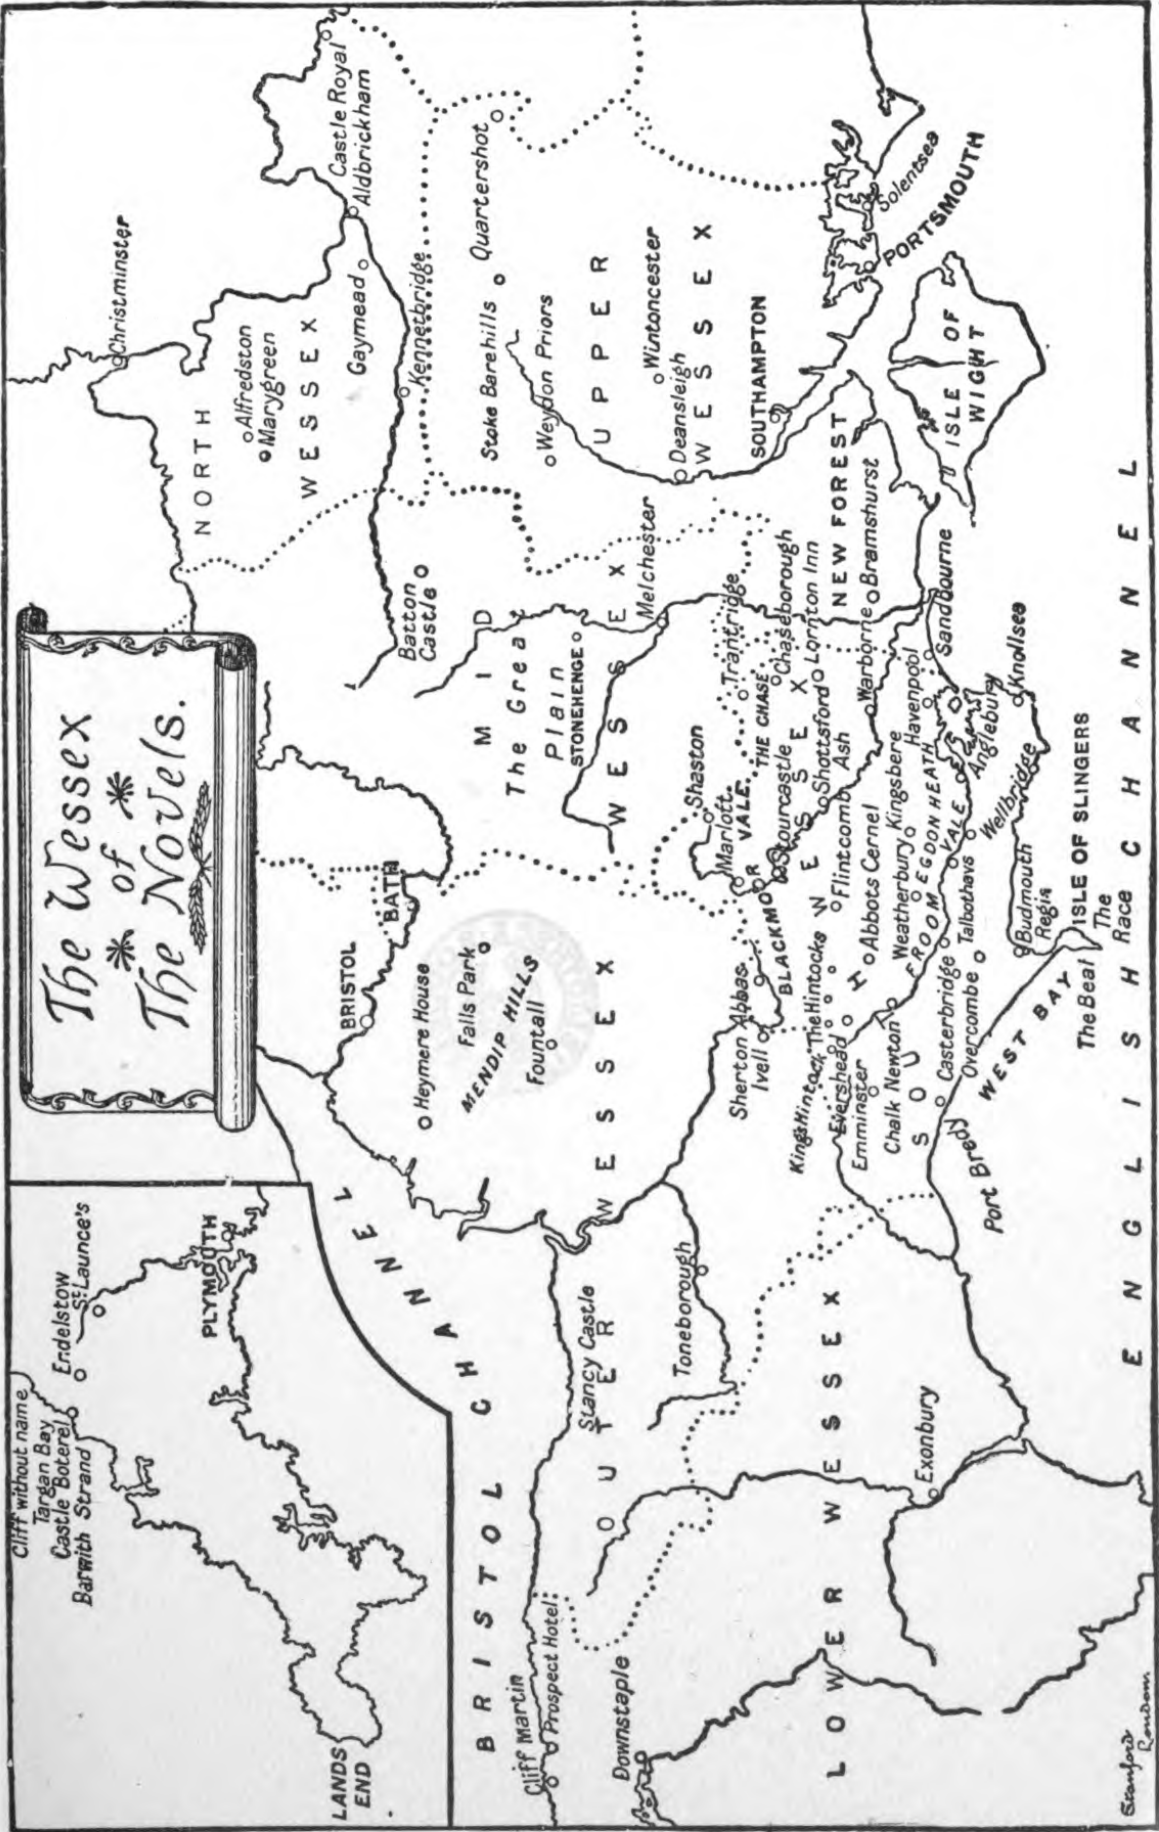 The Wessex
of
The Novels.
Cliff without name
Targan Bay
Castle Boterel
Barwith Strand
Endelstow
St Launce's
PLYMOUTH
LANDS
END
BRISTOL CHANNEL
Christminster
NORTH
WESSEX
Alfredston
Marygreen
Castle Royal
Aldbrickham
Gaymead
Kennetbridge
Quartershot
Stoke Barehills
Weydon Priors
UPPER
WESSEX
Wintoncester
Deansleigh
SOUTHAMPTON
Solentsea
PORTSMOUTH
ISLE OF
WIGHT
NEW FOREST
Bramshurst
BRISTOL
BATH
Heymere House
Falls Park
MENDIP HILLS
Fountall
Batton
Castle
MID
WESSEX
The Great
Plain
STONEHENGE
Melchester
Cliff Martin
Prospect Hotel
Downstaple
OUTER
WESSEX
Stancy Castle
Toneborough
LOWER WESSEX
Exonbury
Shaston
Marlott
VALE
OR
BLACKMO
Trantridge
THE CHASE
Chaseborough
Stourcastle
Shottsford
Lornton Inn
Sherton Abbas
Ivell
King's Hintock
The Hintocks
Evershead
Emminster
Chalk Newton
SOUTH WESSEX
Flintcomb Ash
Abbots Cernel
Warborne
Weatherbury
Kingsbere
Havenpool
EGDON HEATH
FROOM
VALE
Sandbourne
Anglebury
Knollsea
Wellbridge
Talbothays
Casterbridge
Overcombe
Budmouth
Regis
Port Bredy
WEST BAY
ISLE OF SLINGERS
The Beal
The
Race
ENGLISH CHANNEL
Stanford
London